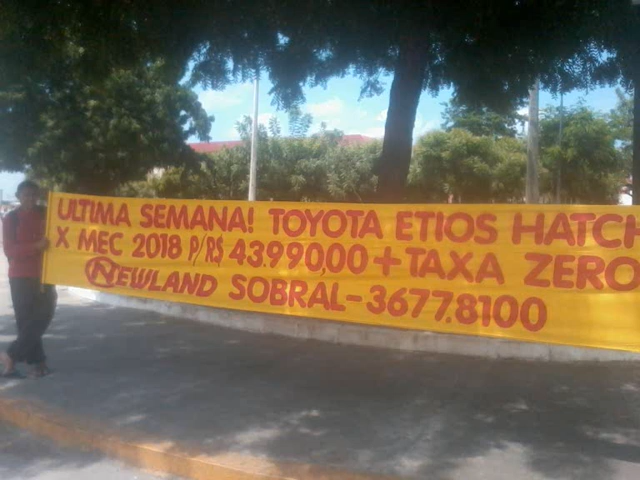 ULTIMA SEMANA! TOYOTA ETIOS HATCH
X MEC 2018 P/R$ 43.990,00 + TAXA ZERO
NEWLAND SOBRAL - 3677.8100